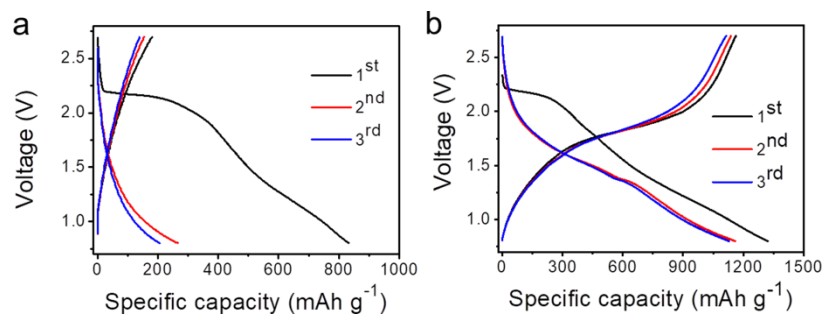 a
Voltage (V)
2.5
2.0
1.5
1.0
0 200 400 600 800 1000
Specific capacity (mAh g⁻¹)
1st
2nd
3rd
b
Voltage (V)
2.5
2.0
1.5
1.0
0 300 600 900 1200 1500
Specific capacity (mAh g⁻¹)
1st
2nd
3rd